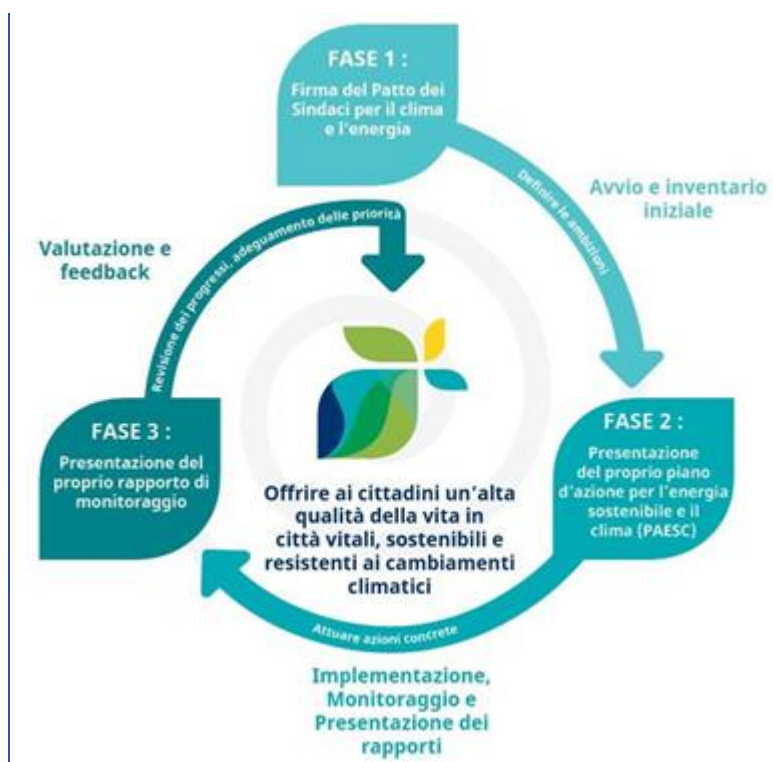 FASE 1 :
Firma del Patto dei
Sindaci per il clima
e l'energia
Definire le ambizioni
Avvio e inventario
iniziale
FASE 2 :
Presentazione
del proprio piano
d'azione per l'energia
sostenibile e il
clima (PAESC)
Attuare azioni concrete
Implementazione,
Monitoraggio e
Presentazione dei
rapporti
FASE 3 :
Presentazione del
proprio rapporto di
monitoraggio
Revisione dei progressi, adeguamento delle priorità
Valutazione e
feedback
Offrire ai cittadini un'alta
qualità della vita in
città vitali, sostenibili e
resistenti ai cambiamenti
climatici